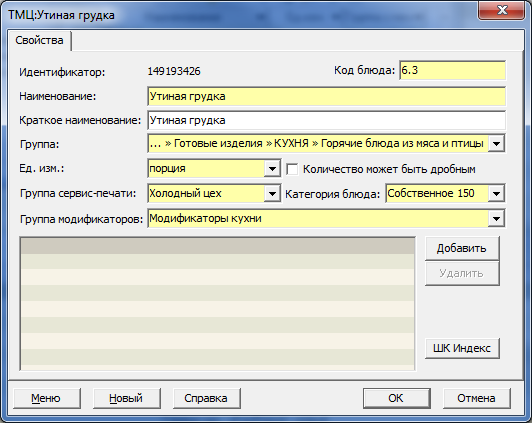 ТМЦ:Утиная грудка
Свойства
Идентификатор: 149193426 Код блюда: 6.3
Наименование: Утиная грудка
Краткое наименование: Утиная грудка
Группа: ... » Готовые изделия » КУХНЯ » Горячие блюда из мяса и птицы
Ед. изм.: порция Количество может быть дробным
Группа сервис-печати: Холодный цех Категория блюда: Собственное 150
Группа модификаторов: Модификаторы кухни
Добавить
Удалить
ШК Индекс
Меню Новый Справка ОК Отмена